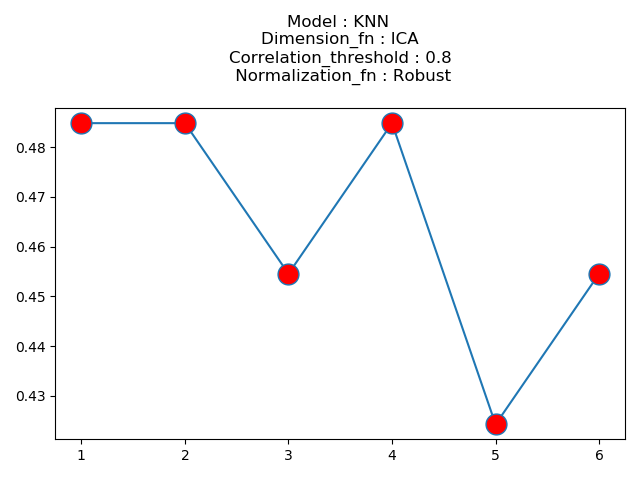 Model : KNN
Dimension_fn : ICA
Correlation_threshold : 0.8
Normalization_fn : Robust
0.48
0.47
0.46
0.45
0.44
0.43
1 2 3 4 5 6